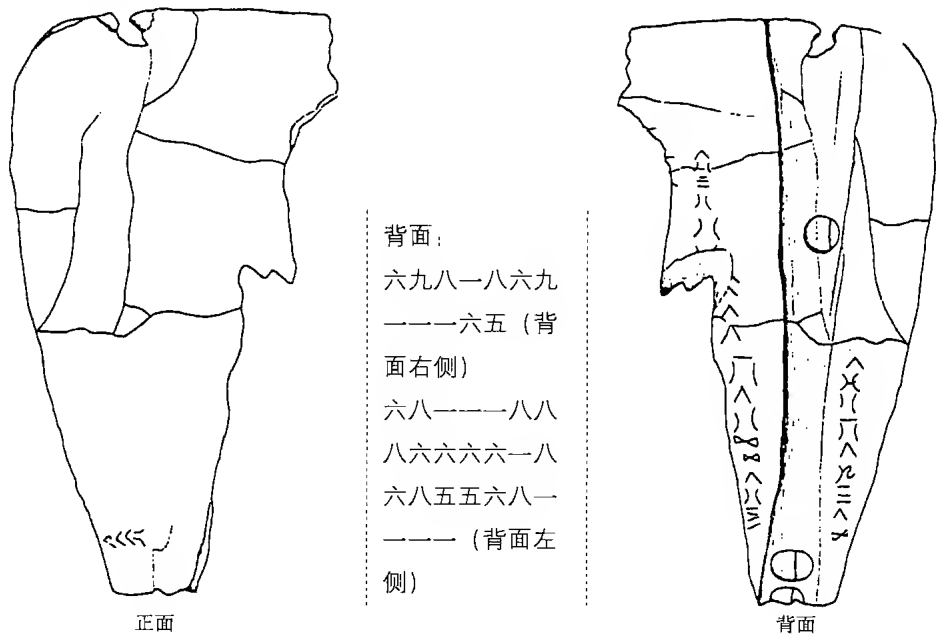 背面：
六九八一八六九
一一一六五（背
面右侧）
六八一一一八八
八六六六六一八
六八五五六八一
一一一（背面左
侧）
正面
背面